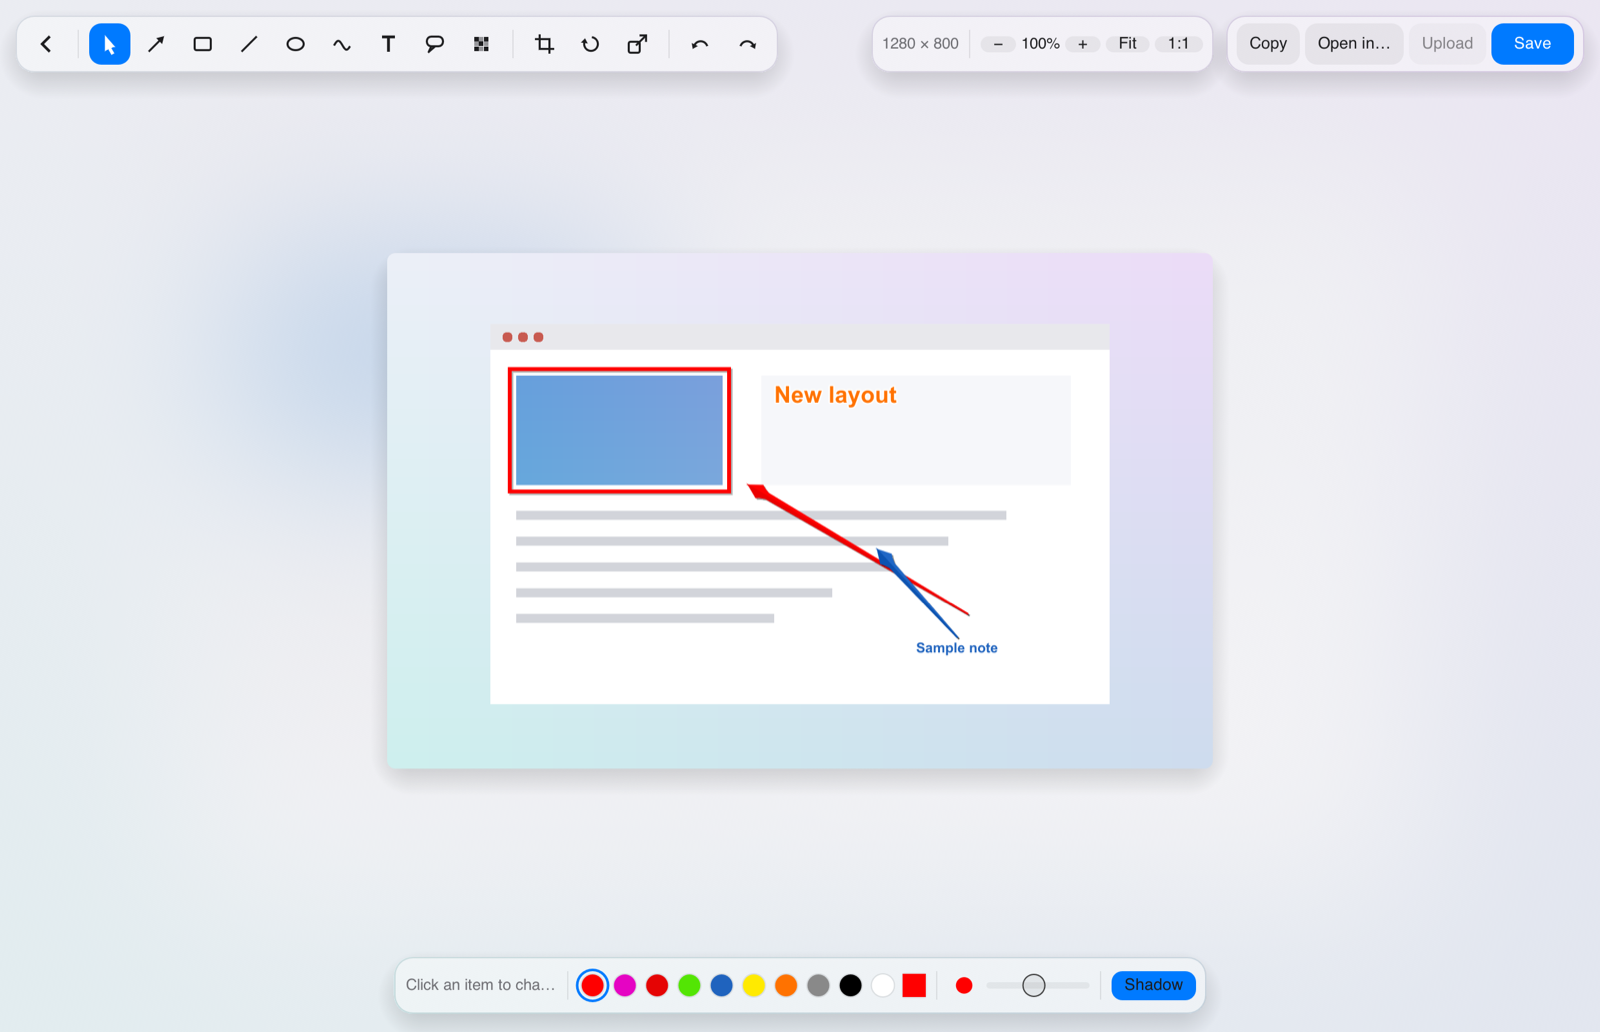 T
1280 × 800
− 100% + Fit 1:1
Copy Open in... Upload Save
New layout
Sample note
Click an item to cha...
Shadow